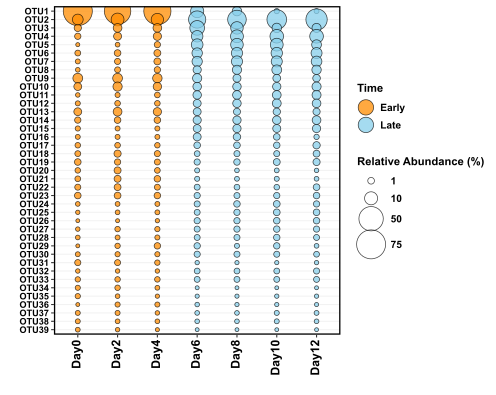 OTU1
OTU2
OTU3
OTU4
OTU5
OTU6
OTU7
OTU8
OTU9
OTU10
OTU11
OTU12
OTU13
OTU14
OTU15
OTU16
OTU17
OTU18
OTU19
OTU20
OTU21
OTU22
OTU23
OTU24
OTU25
OTU26
OTU27
OTU28
OTU29
OTU30
OTU31
OTU32
OTU33
OTU34
OTU35
OTU36
OTU37
OTU38
OTU39
Day0
Day2
Day4
Day6
Day8
Day10
Day12
Time
Early
Late
Relative Abundance (%)
1
10
50
75